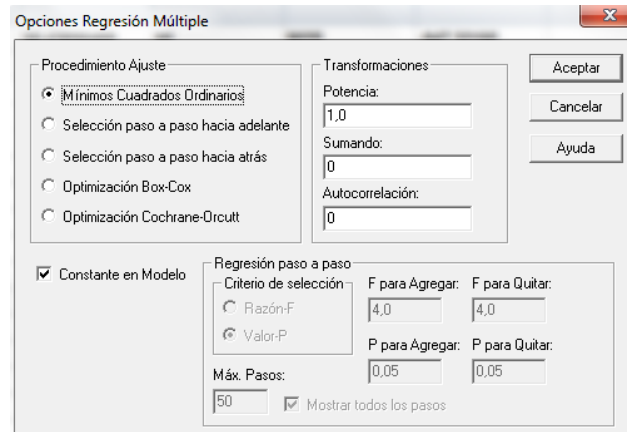 Opciones Regresión Múltiple
Procedimiento Ajuste
Mínimos Cuadrados Ordinarios
Selección paso a paso hacia adelante
Selección paso a paso hacia atrás
Optimización Box-Cox
Optimización Cochrane-Orcutt
Transformaciones
Potencia:
1,0
Sumando:
0
Autocorrelación:
0
Aceptar
Cancelar
Ayuda
Constante en Modelo
Regresión paso a paso
Criterio de selección
Razón-F
Valor-P
F para Agregar: F para Quitar:
4,0 4,0
P para Agregar: P para Quitar:
0,05 0,05
Máx. Pasos:
50
Mostrar todos los pasos